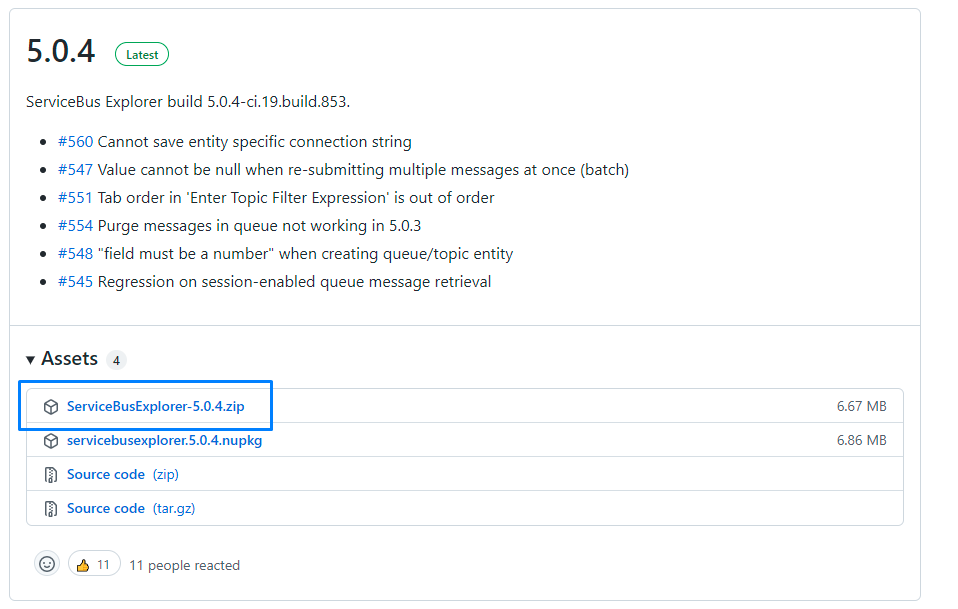 5.0.4 Latest
ServiceBus Explorer build 5.0.4-ci.19.build.853.
#560 Cannot save entity specific connection string
#547 Value cannot be null when re-submitting multiple messages at once (batch)
#551 Tab order in 'Enter Topic Filter Expression' is out of order
#554 Purge messages in queue not working in 5.0.3
#548 "field must be a number" when creating queue/topic entity
#545 Regression on session-enabled queue message retrieval
Assets 4
ServiceBusExplorer-5.0.4.zip 6.67 MB
servicebusexplorer.5.0.4.nupkg 6.86 MB
Source code (zip)
Source code (tar.gz)
11 11 people reacted